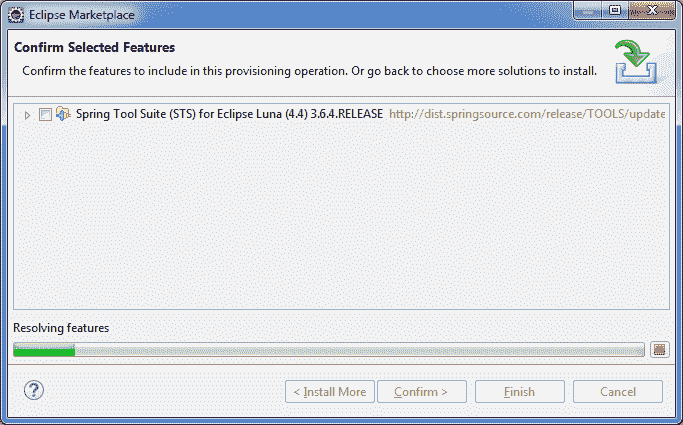 Eclipse Marketplace
Confirm Selected Features
Confirm the features to include in this provisioning operation. Or go back to choose more solutions to install.
Spring Tool Suite (STS) for Eclipse Luna (4.4) 3.6.4.RELEASE http://dist.springsource.com/release/TOOLS/update
Resolving features
? < Install More Confirm > Finish Cancel